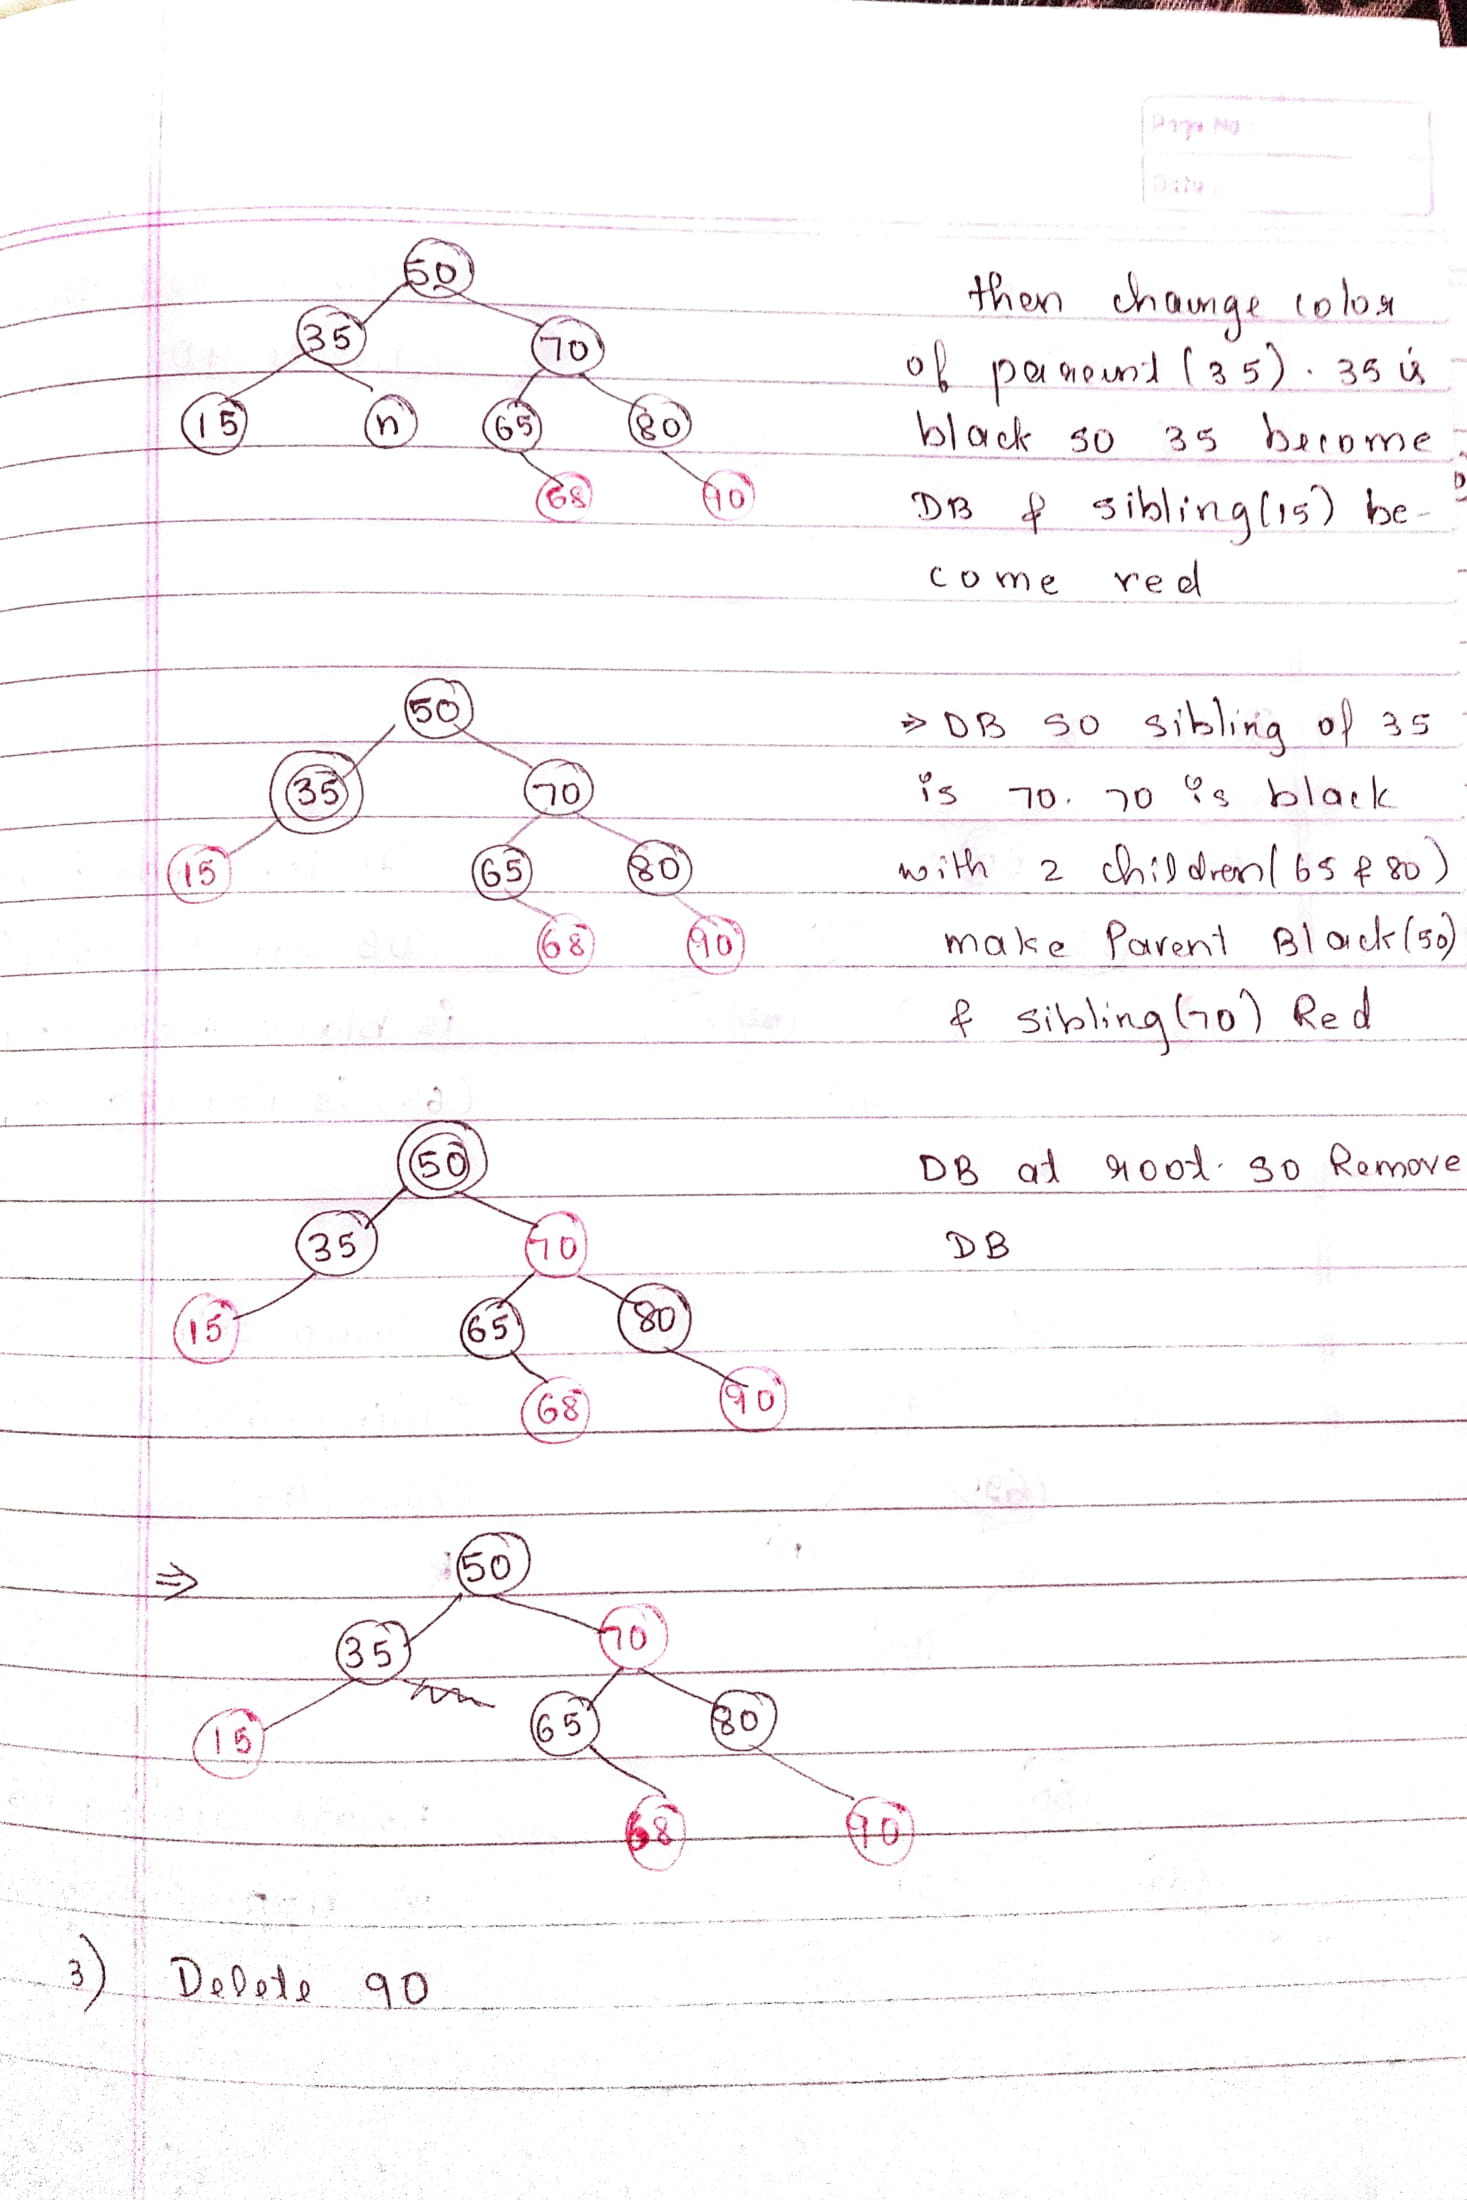 Page No
Date
50
35 70
15 n 65 80
68 90
then chaunge color
of pareund (35). 35 is
black so 35 become
DB & sibling(15) be-
come red
50
35 70
15 65 80
68 90
⇒ DB so sibling of 35
is 70. 70 is black
with 2 children(65 & 80)
make Parent Black(50)
& sibling(70) Red
50
35 70
15 65 80
68 90
DB at root. so Remove
DB
⇒ 50
35 70
15 65 80
68 90
3) Delete 90